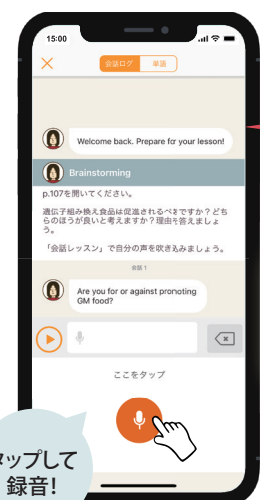 15:00
会話ログ 単語
Welcome back. Prepare for your lesson!
Brainstorming
p.107を開いてください。
遺伝子組み換え食品は促進されるべきですか？どち
らのほうが良いと考えますか？理由を答えましょ
う。
「会話レッスン」で自分の声を吹き込みましょう。
会話 1
Are you for or against promoting
GM food?
ここをタップ
タップして
録音!